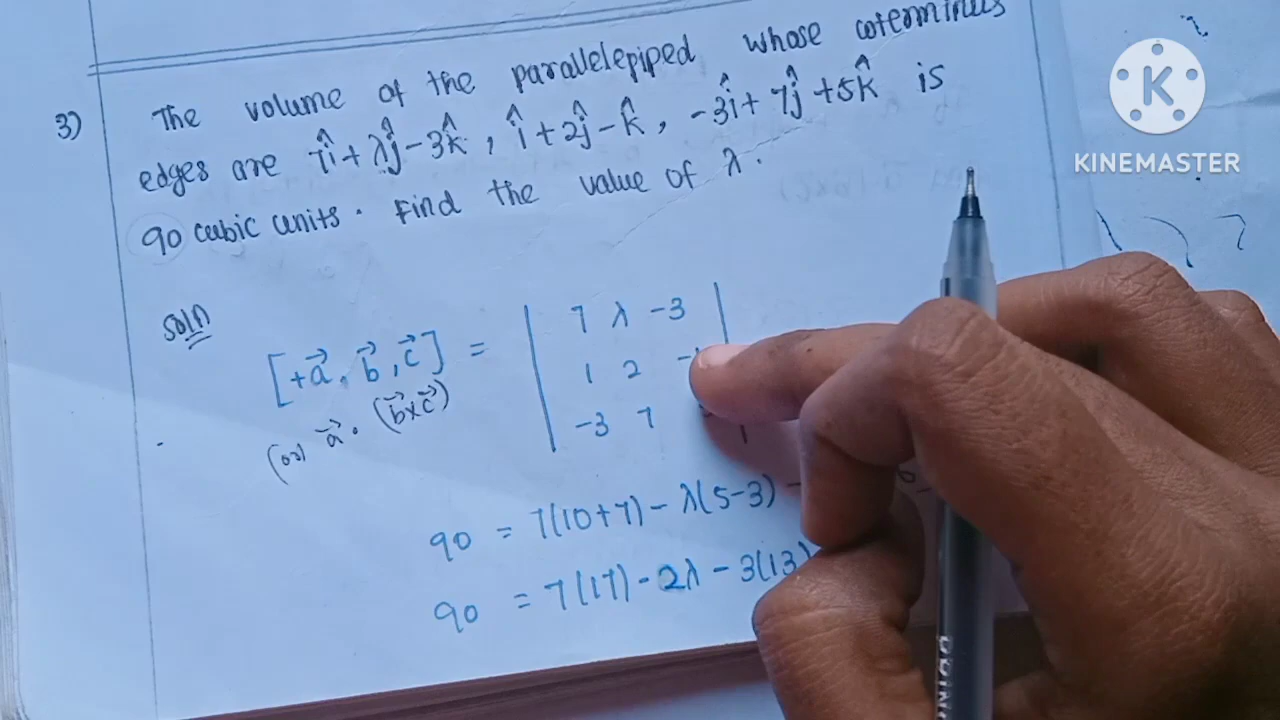 3) The volume of the parallelepiped whose coterminus
edges are 7î + λĵ - 3k̂, î + 2ĵ - k̂, -3î + 7ĵ + 5k̂ is
90 cubic units. Find the value of λ.
KINEMASTER
Soln
[+a⃗, b⃗, c⃗] = | 7 λ -3 |
1 2
-3 7
(or) a⃗ . (b⃗ × c⃗)
90 = 7(10+7) - λ(5-3) -
90 = 7(17) - 2λ - 3(13)